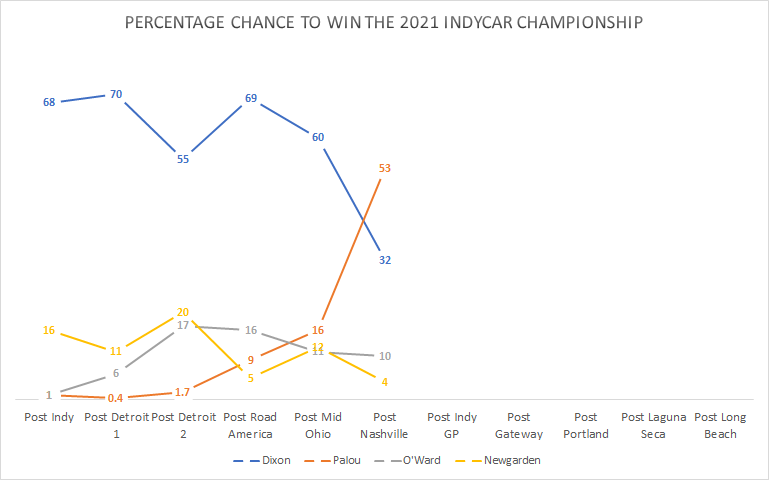 PERCENTAGE CHANCE TO WIN THE 2021 INDYCAR CHAMPIONSHIP
68
70
55
69
60
32
53
16
11
20
17
16
16
12
11
10
6
9
5
4
1
0.4
1.7
Post Indy
Post Detroit
1
Post Detroit
2
Post Road
America
Post Mid
Ohio
Post
Nashville
Post Indy
GP
Post
Gateway
Post
Portland
Post Laguna
Seca
Post Long
Beach
Dixon
Palou
O'Ward
Newgarden